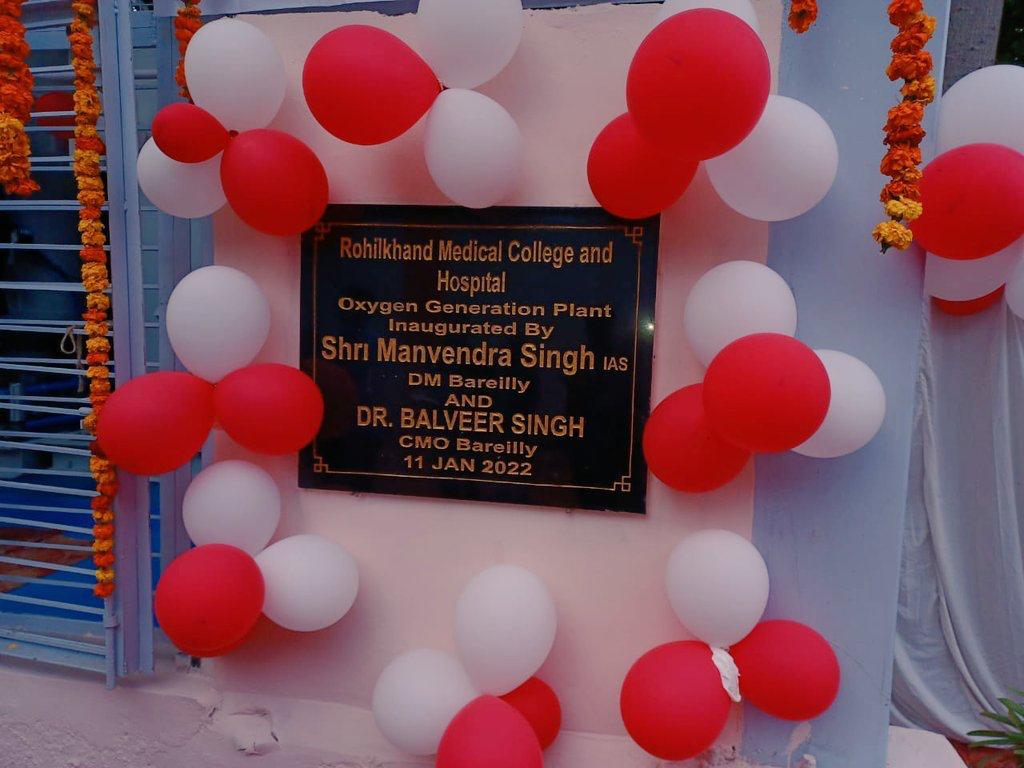 Rohilkhand Medical College and
Hospital
Oxygen Generation Plant
Inaugurated By
Shri Manvendra Singh IAS
DM Bareilly
AND
DR. BALVEER SINGH
CMO Bareilly
11 JAN 2022